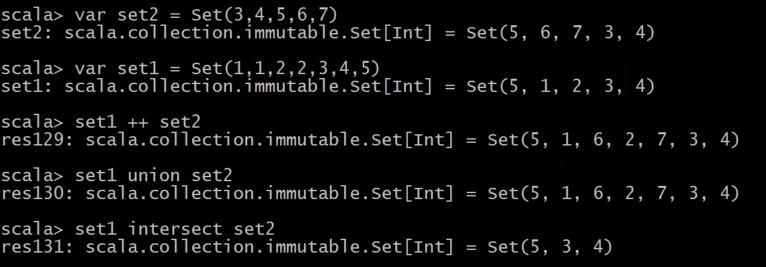 scala> var set2 = Set(3,4,5,6,7)
set2: scala.collection.immutable.Set[Int] = Set(5, 6, 7, 3, 4)
scala> var set1 = Set(1,1,2,2,3,4,5)
set1: scala.collection.immutable.Set[Int] = Set(5, 1, 2, 3, 4)
scala> set1 ++ set2
res129: scala.collection.immutable.Set[Int] = Set(5, 1, 6, 2, 7, 3, 4)
scala> set1 union set2
res130: scala.collection.immutable.Set[Int] = Set(5, 1, 6, 2, 7, 3, 4)
scala> set1 intersect set2
res131: scala.collection.immutable.Set[Int] = Set(5, 3, 4)